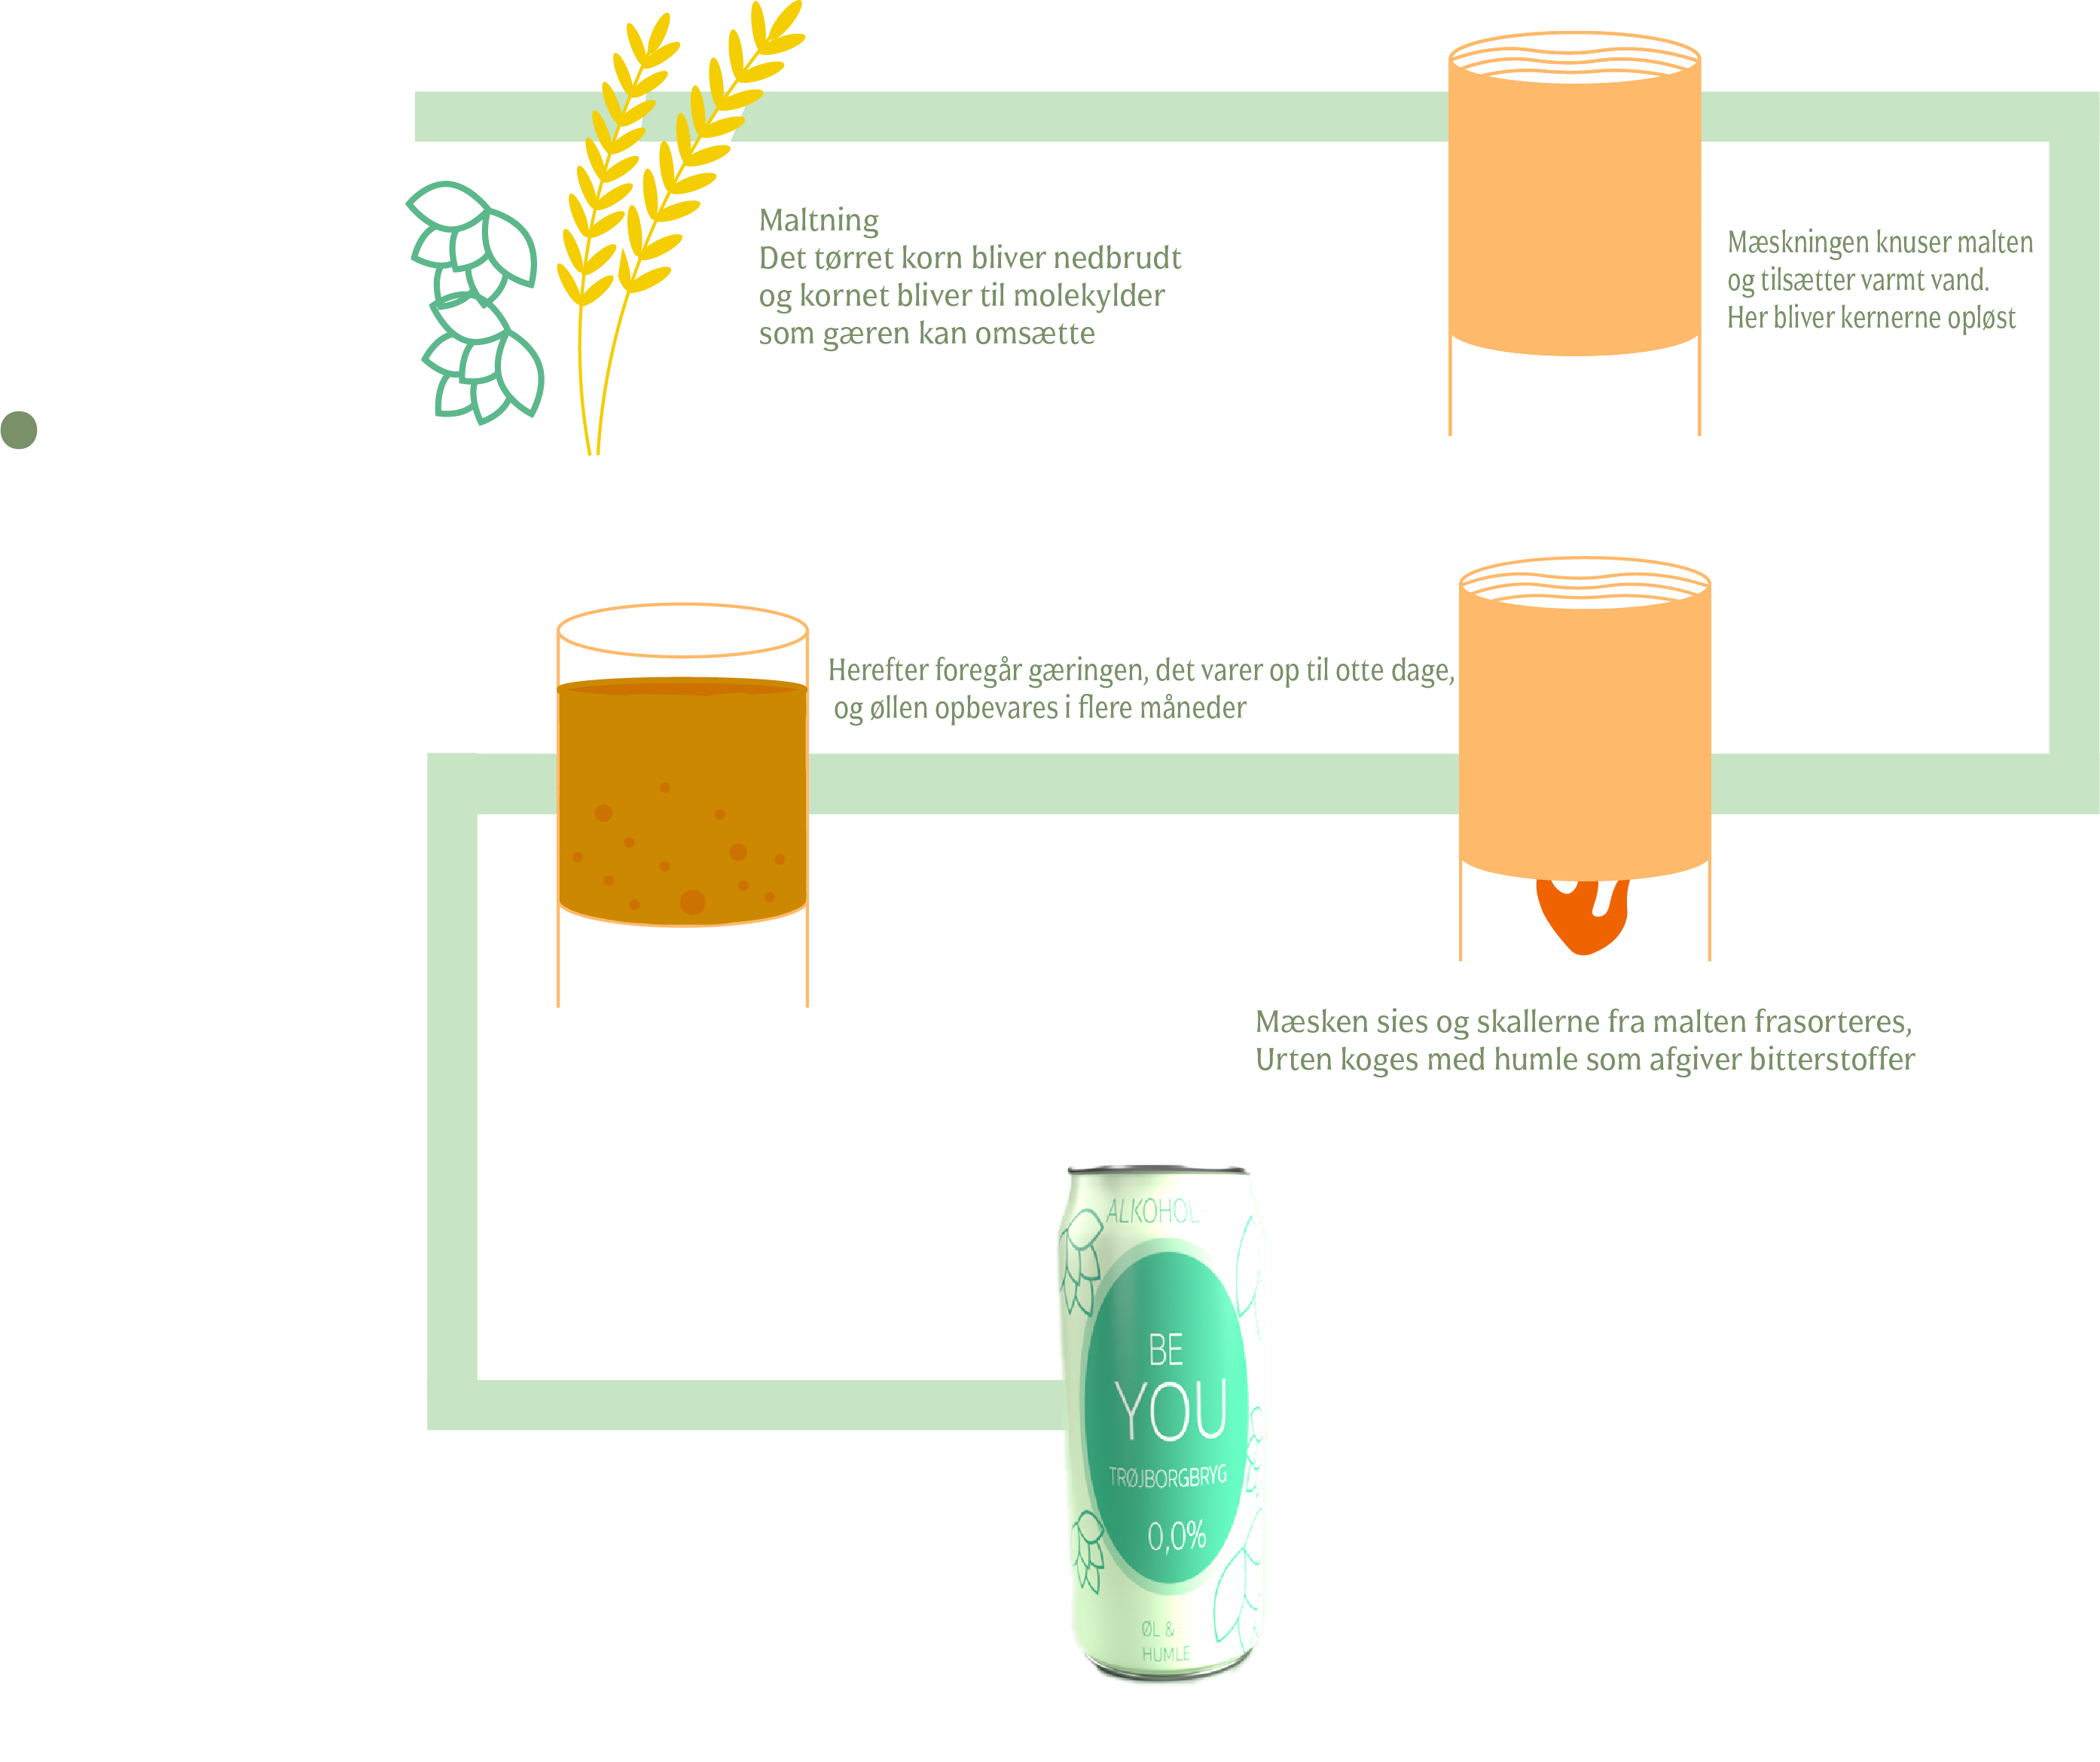 Maltning
Det tørret korn bliver nedbrudt
og kornet bliver til molekylder
som gæren kan omsætte
Mæskningen knuser malten
og tilsætter varmt vand.
Her bliver kernerne opløst
Herefter foregår gæringen, det varer op til otte dage,
og øllen opbevares i flere måneder
Mæsken sies og skallerne fra malten frasorteres,
Urten koges med humle som afgiver bitterstoffer
ALKOHOL
BE
YOU
TRØJBORGBRYG
0,0%
ØL &
HUMLE